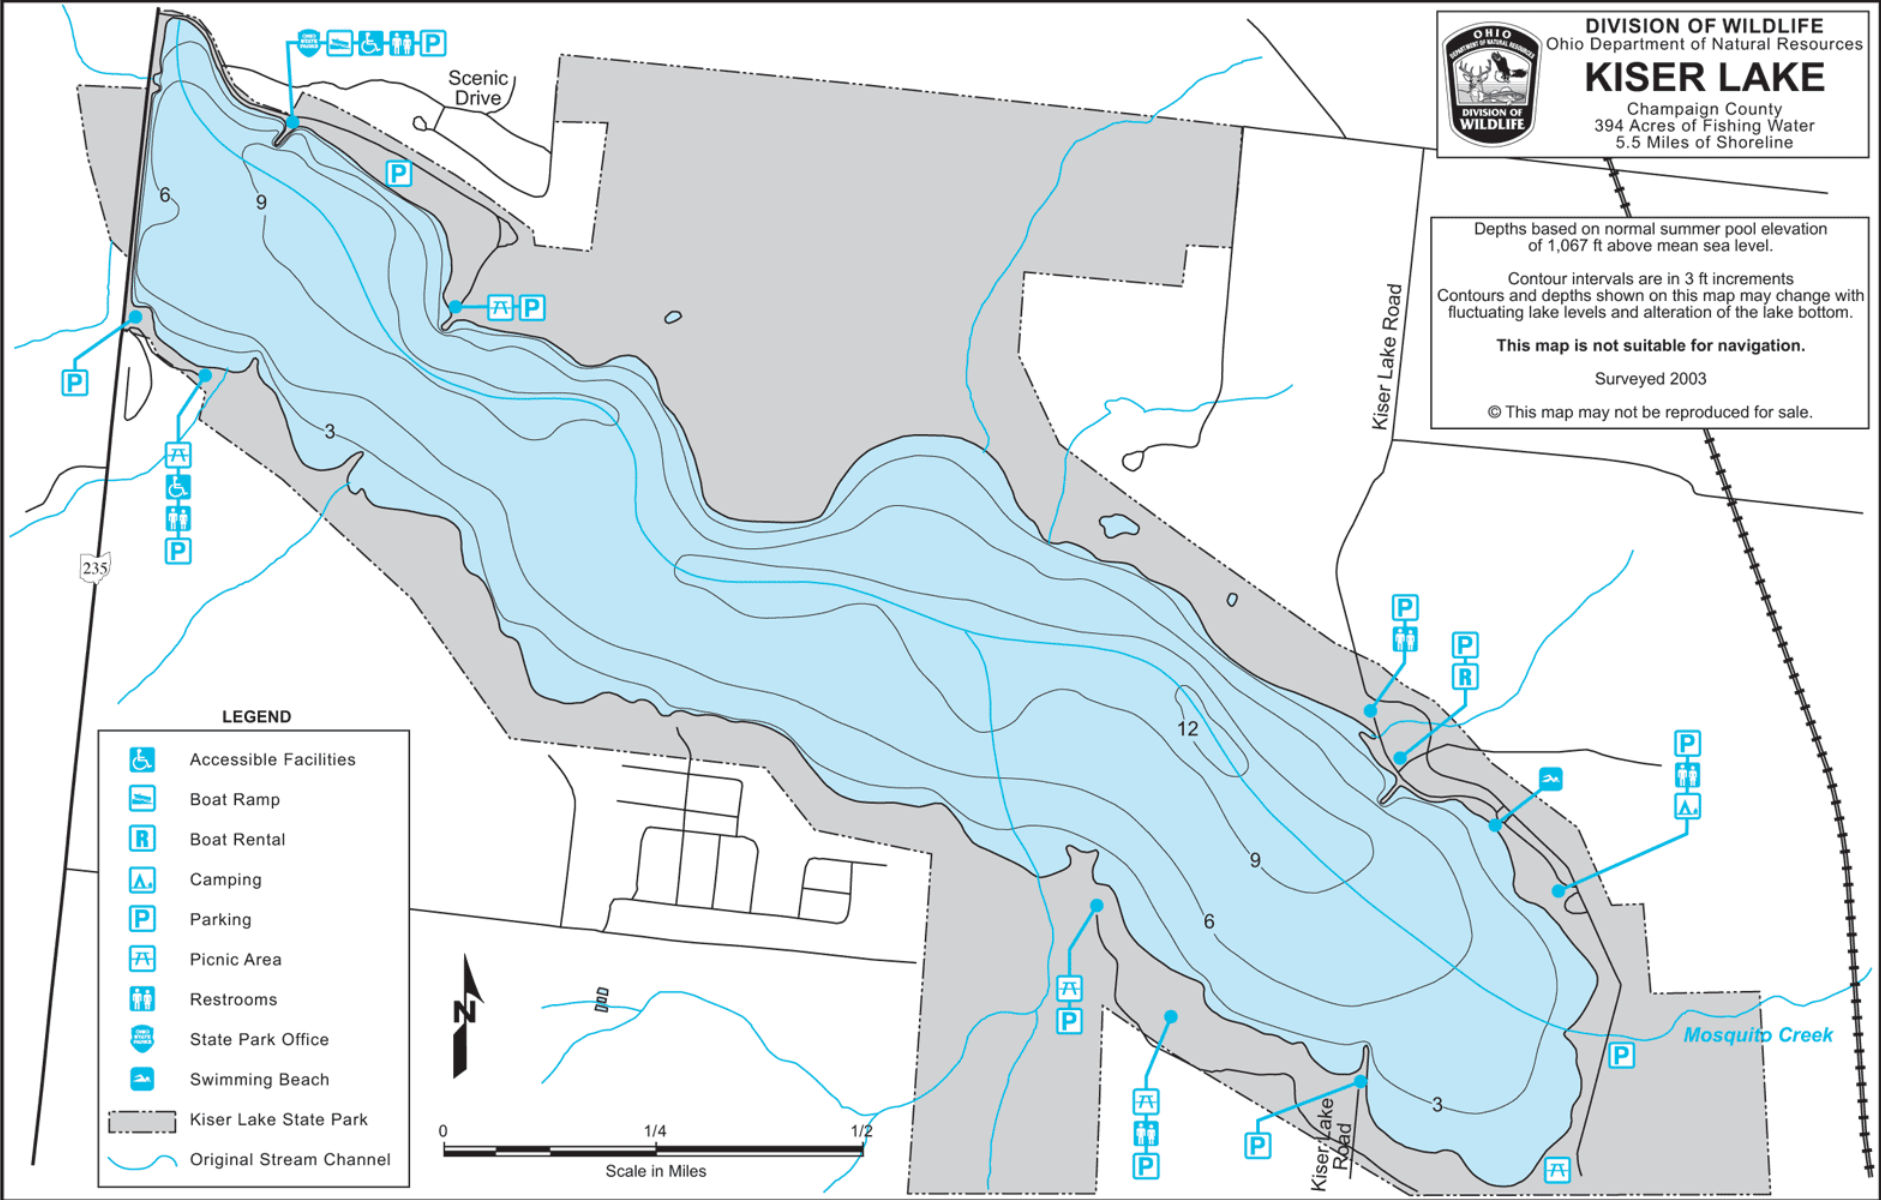 DIVISION OF WILDLIFE
Ohio Department of Natural Resources
KISER LAKE
Champaign County
394 Acres of Fishing Water
5.5 Miles of Shoreline
OHIO
DEPARTMENT OF NATURAL RESOURCES
DIVISION OF
WILDLIFE
Depths based on normal summer pool elevation
of 1,067 ft above mean sea level.
Contour intervals are in 3 ft increments
Contours and depths shown on this map may change with
fluctuating lake levels and alteration of the lake bottom.
This map is not suitable for navigation.
Surveyed 2003
© This map may not be reproduced for sale.
OHIO
STATE
PARKS
P
Scenic
Drive
P
6
9
P
P
3
P
235
Kiser Lake Road
P
P
R
P
12
9
6
3
P
P
P
Kiser Lake
Road
P
Mosquito Creek
LEGEND
Accessible Facilities
Boat Ramp
R Boat Rental
Camping
P Parking
Picnic Area
Restrooms
OHIO
STATE
PARKS
State Park Office
Swimming Beach
Kiser Lake State Park
Original Stream Channel
N
0 1/4 1/2
Scale in Miles